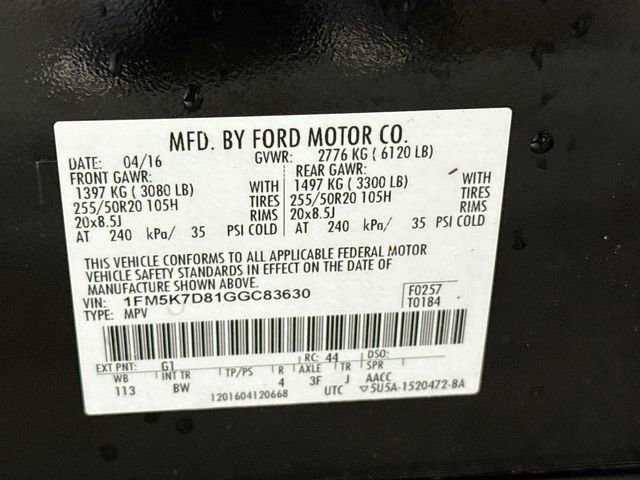 MFD. BY FORD MOTOR CO.
DATE: 04/16 GVWR: 2776 KG ( 6120 LB)
FRONT GAWR: REAR GAWR:
1397 KG ( 3080 LB) WITH 1497 KG ( 3300 LB) WITH
255/50R20 105H TIRES 255/50R20 105H TIRES
20x8.5J RIMS 20x8.5J RIMS
AT 240 kPa/ 35 PSI COLD AT 240 kPa/ 35 PSI COLD
THIS VEHICLE CONFORMS TO ALL APPLICABLE FEDERAL MOTOR
VEHICLE SAFETY STANDARDS IN EFFECT ON THE DATE OF
MANUFACTURE SHOWN ABOVE.
VIN: 1FM5K7D81GGC83630 F0257
TYPE: MPV T0184
EXT PNT: G1 RC: 44 DSO:
WB INT TR TP/PS R AXLE TR SPR
113 BW 4 3F J AACC
1201604120668 UTC ▽5U5A-1520472-BA